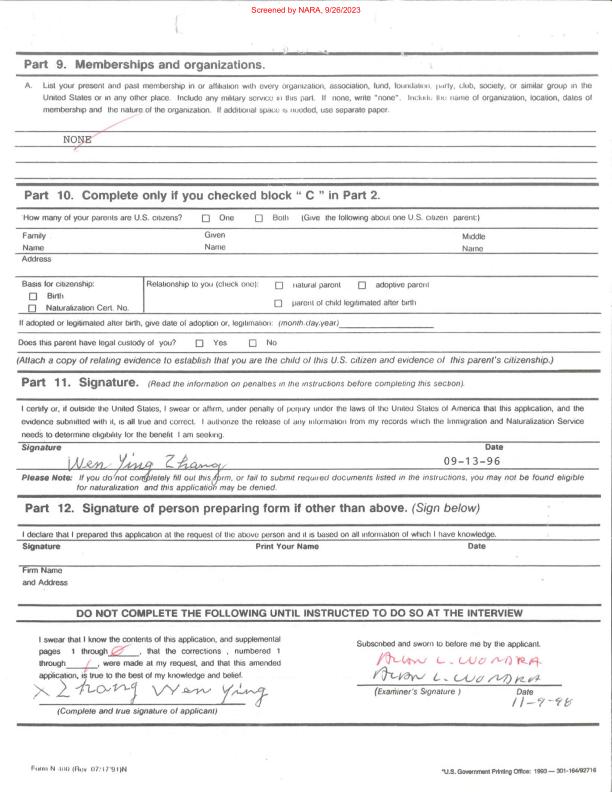 Screened by NARA, 9/26/2023
Part 9. Memberships and organizations.
A. List your present and past membership in or affiliation with every organization, association, fund, foundation, party, club, society, or similar group in the
United States or in any other place. Include any military service in this part. If none, write "none". Include the name of organization, location, dates of
membership and the nature of the organization. If additional space is needed, use separate paper.
NONE
Part 10. Complete only if you checked block “ C ” in Part 2.
How many of your parents are U.S. citizens? ☐ One ☐ Both (Give the following about one U.S. citizen parent:)
Family Given Middle
Name Name Name
Address
Basis for citizenship: Relationship to you (check one): ☐ natural parent ☐ adoptive parent
☐ Birth
☐ parent of child legitimated after birth
☐ Naturalization Cert. No.
If adopted or legitimated after birth, give date of adoption or, legitimation: (month,day,year)
Does this parent have legal custody of you? ☐ Yes ☐ No
(Attach a copy of relating evidence to establish that you are the child of this U.S. citizen and evidence of this parent's citizenship.)
Part 11. Signature. (Read the information on penalties in the instructions before completing this section).
I certify or, if outside the United States, I swear or affirm, under penalty of perjury under the laws of the United States of America that this application, and the
evidence submitted with it, is all true and correct. I authorize the release of any information from my records which the Immigration and Naturalization Service
needs to determine eligibility for the benefit I am seeking.
Signature Date
Wen Ying Zhang 09-13-96
Please Note: If you do not completely fill out this form, or fail to submit required documents listed in the instructions, you may not be found eligible
for naturalization and this application may be denied.
Part 12. Signature of person preparing form if other than above. (Sign below)
I declare that I prepared this application at the request of the above person and it is based on all information of which I have knowledge.
Signature Print Your Name Date
Firm Name
and Address
DO NOT COMPLETE THE FOLLOWING UNTIL INSTRUCTED TO DO SO AT THE INTERVIEW
I swear that I know the contents of this application, and supplemental
pages 1 through , that the corrections , numbered 1
through , were made at my request, and that this amended
application, is true to the best of my knowledge and belief.
X Zhang Wen Ying
(Complete and true signature of applicant)
Subscribed and sworn to before me by the applicant.
ALLAN L. WONDRA
ALLAN L. WONDRA
(Examiner's Signature ) Date
11-9-98
Form N-400 (Rev. 07/17/91)N
*U.S. Government Printing Office: 1993 — 301-164/92716